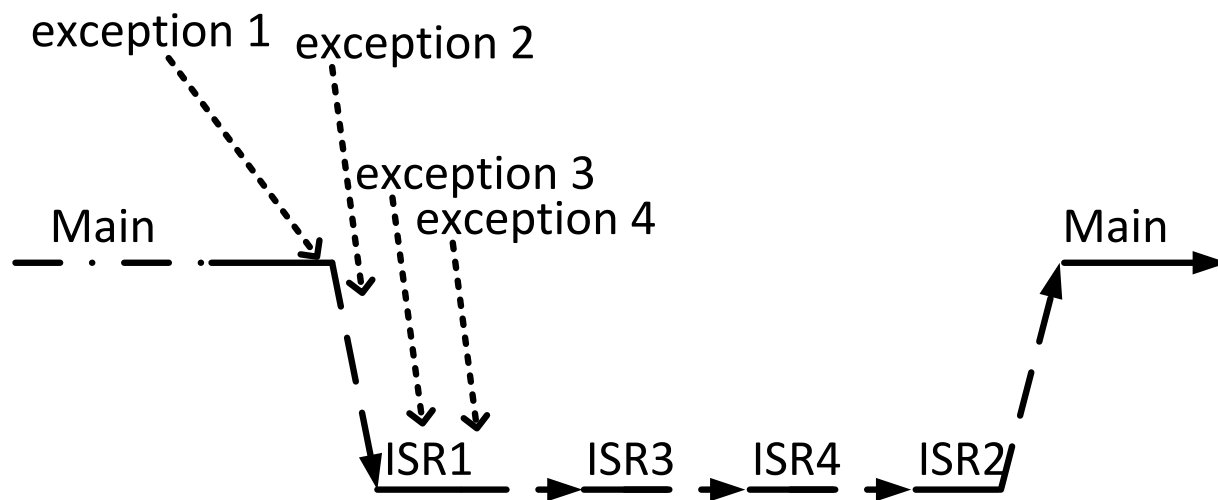 exception 1
exception 2
exception 3
exception 4
Main
Main
ISR1
ISR3
ISR4
ISR2